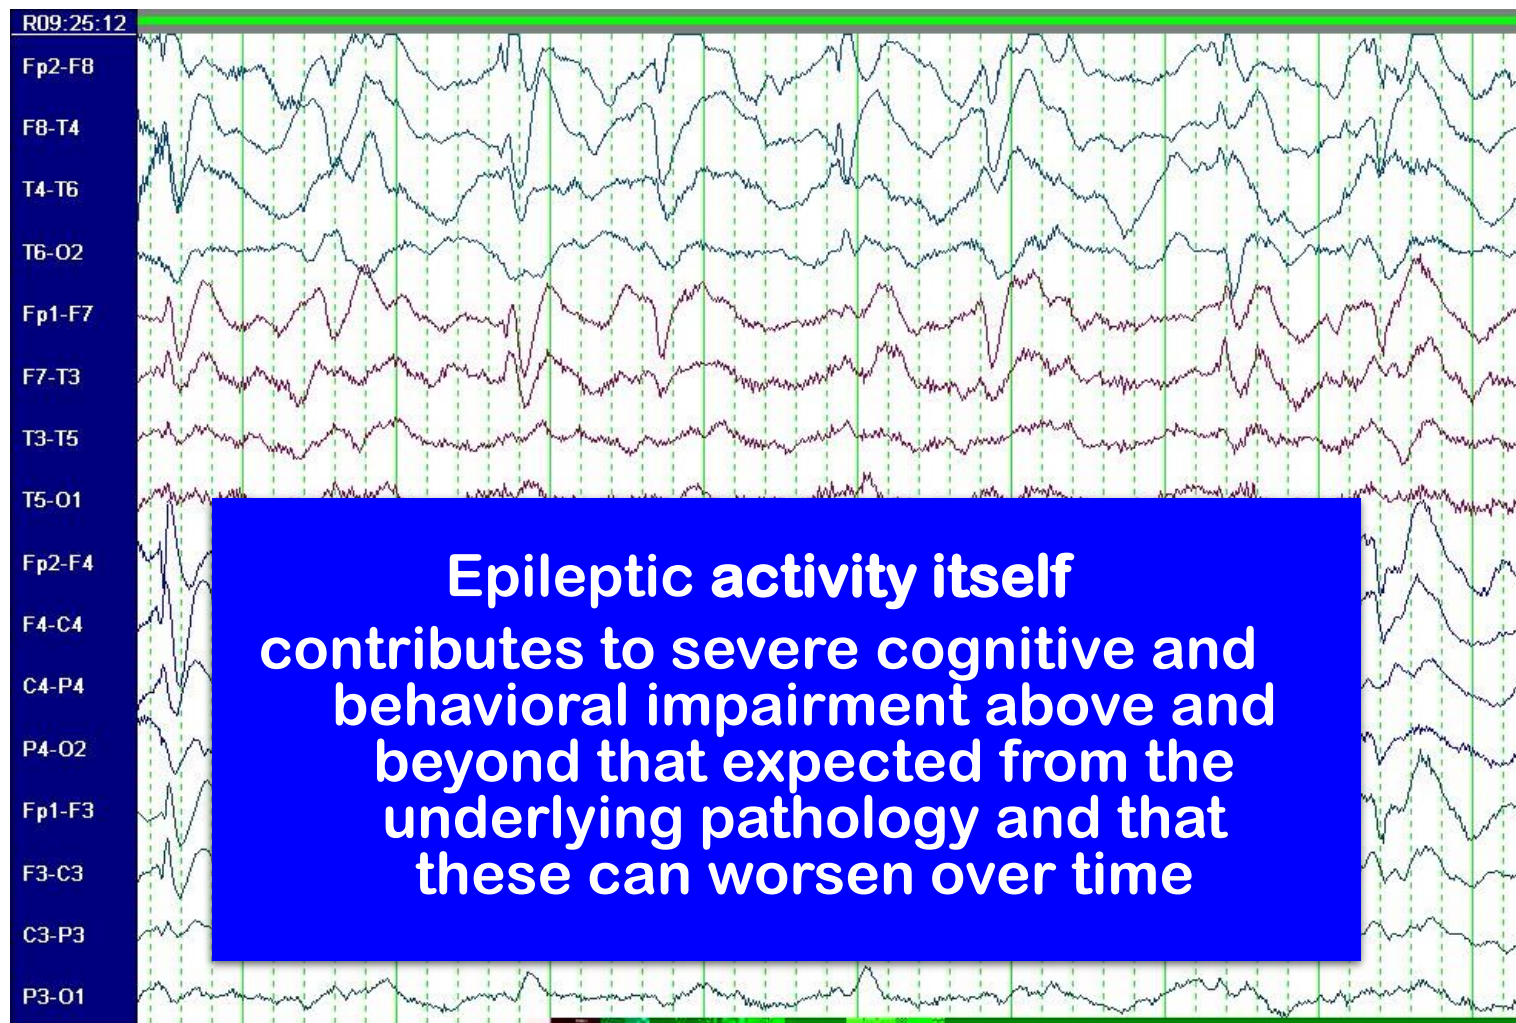 R09:25:12
Fp2-F8
F8-T4
T4-T6
T6-O2
Fp1-F7
F7-T3
T3-T5
T5-O1
Fp2-F4
F4-C4
C4-P4
P4-O2
Fp1-F3
F3-C3
C3-P3
P3-O1
Epileptic activity itself
contributes to severe cognitive and
behavioral impairment above and
beyond that expected from the
underlying pathology and that
these can worsen over time